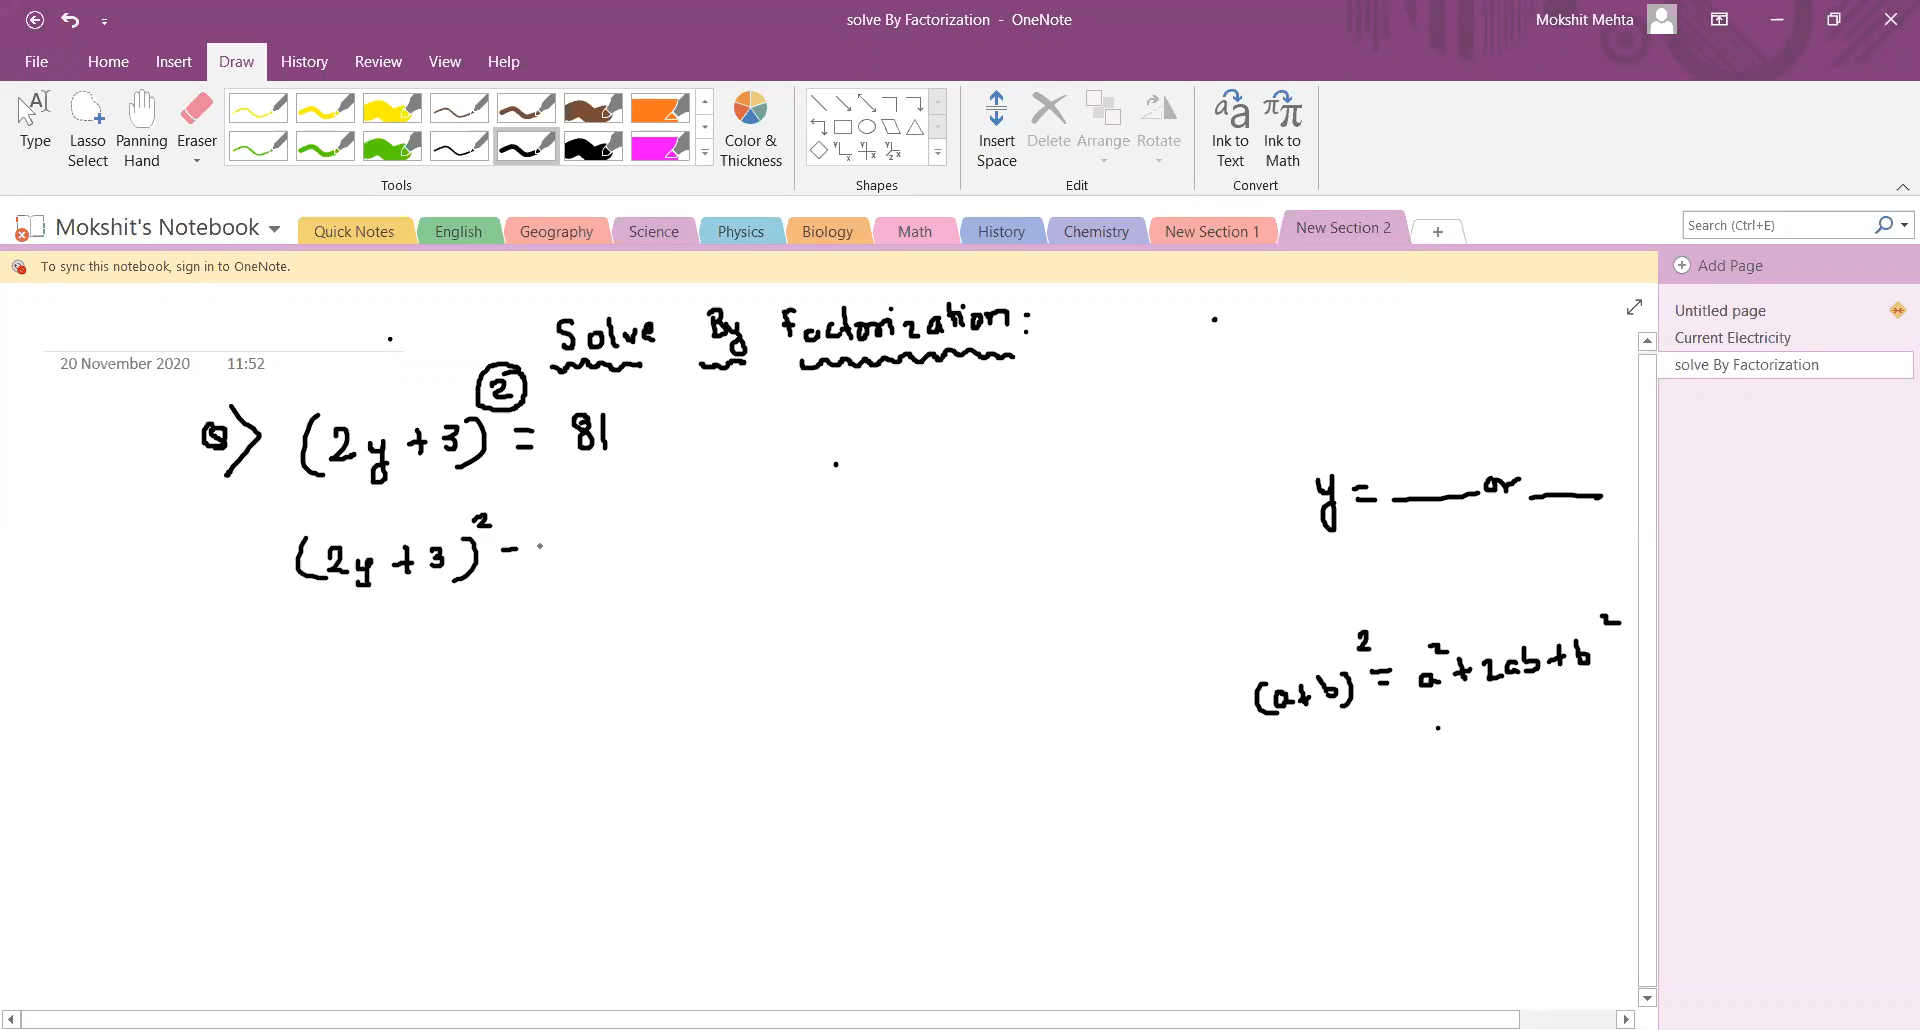 solve By Factorization - OneNote
Mokshit Mehta
File Home Insert Draw History Review View Help
Type
Lasso Select
Panning Hand
Eraser
Color & Thickness
Insert Space
Delete
Arrange
Rotate
Ink to Text
Ink to Math
Tools
Shapes
Edit
Convert
Mokshit's Notebook
Quick Notes English Geography Science Physics Biology Math History Chemistry New Section 1 New Section 2 +
Search (Ctrl+E)
To sync this notebook, sign in to OneNote.
Add Page
Untitled page
Current Electricity
solve By Factorization
Solve By Factorization:
20 November 2020 11:52
Q> (2y + 3)² = 81
y = ____ or ____
(2y + 3)² -
(a+b)² = a² + 2ab + b²